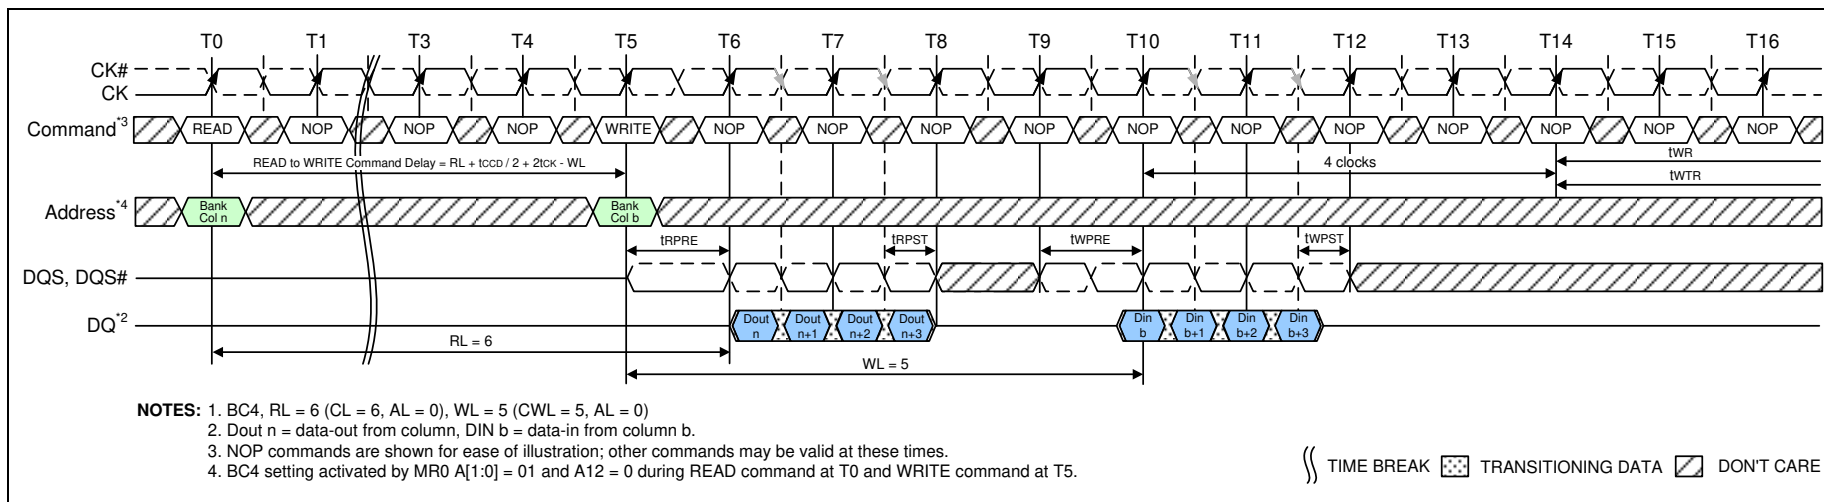 T0 T1 T3 T4 T5 T6 T7 T8 T9 T10 T11 T12 T13 T14 T15 T16
CK#
CK
Command*3 READ NOP NOP NOP WRITE NOP NOP NOP NOP NOP NOP NOP NOP NOP NOP NOP
READ to WRITE Command Delay = RL + tCCD / 2 + 2tCK - WL
4 clocks
tWR
tWTR
Address*4
Bank
Col n
Bank
Col b
tRPRE tRPST tWPRE tWPST
DQS, DQS#
DQ*2
Dout
n
Dout
n+1
Dout
n+2
Dout
n+3
Din
b
Din
b+1
Din
b+2
Din
b+3
RL = 6
WL = 5
NOTES: 1. BC4, RL = 6 (CL = 6, AL = 0), WL = 5 (CWL = 5, AL = 0)
2. Dout n = data-out from column, DIN b = data-in from column b.
3. NOP commands are shown for ease of illustration; other commands may be valid at these times.
4. BC4 setting activated by MR0 A[1:0] = 01 and A12 = 0 during READ command at T0 and WRITE command at T5.
TIME BREAK TRANSITIONING DATA DON'T CARE